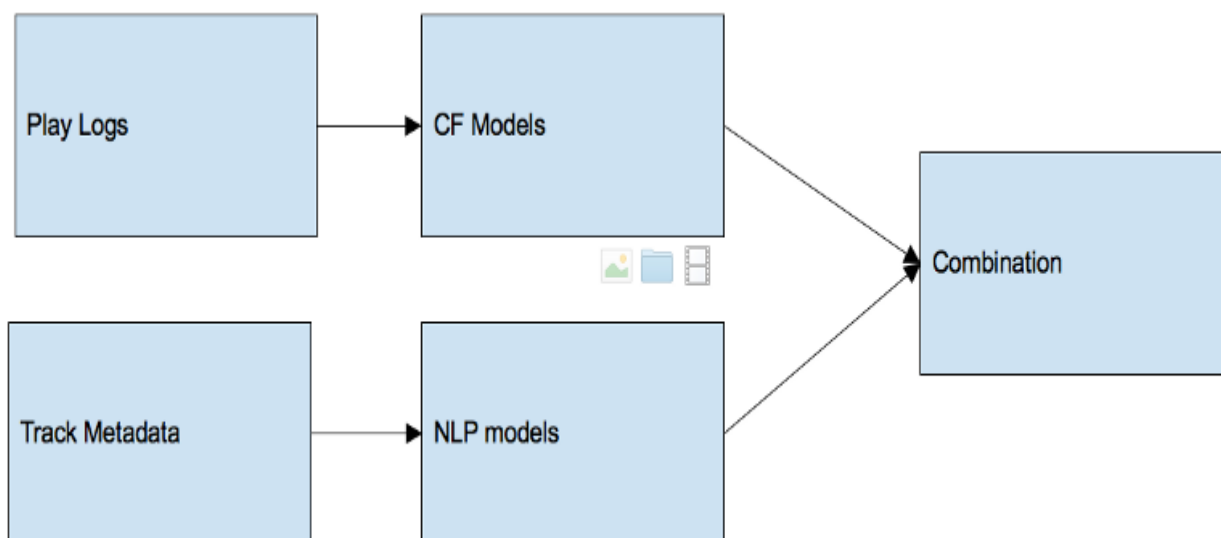 Play Logs
CF Models
Combination
Track Metadata
NLP models